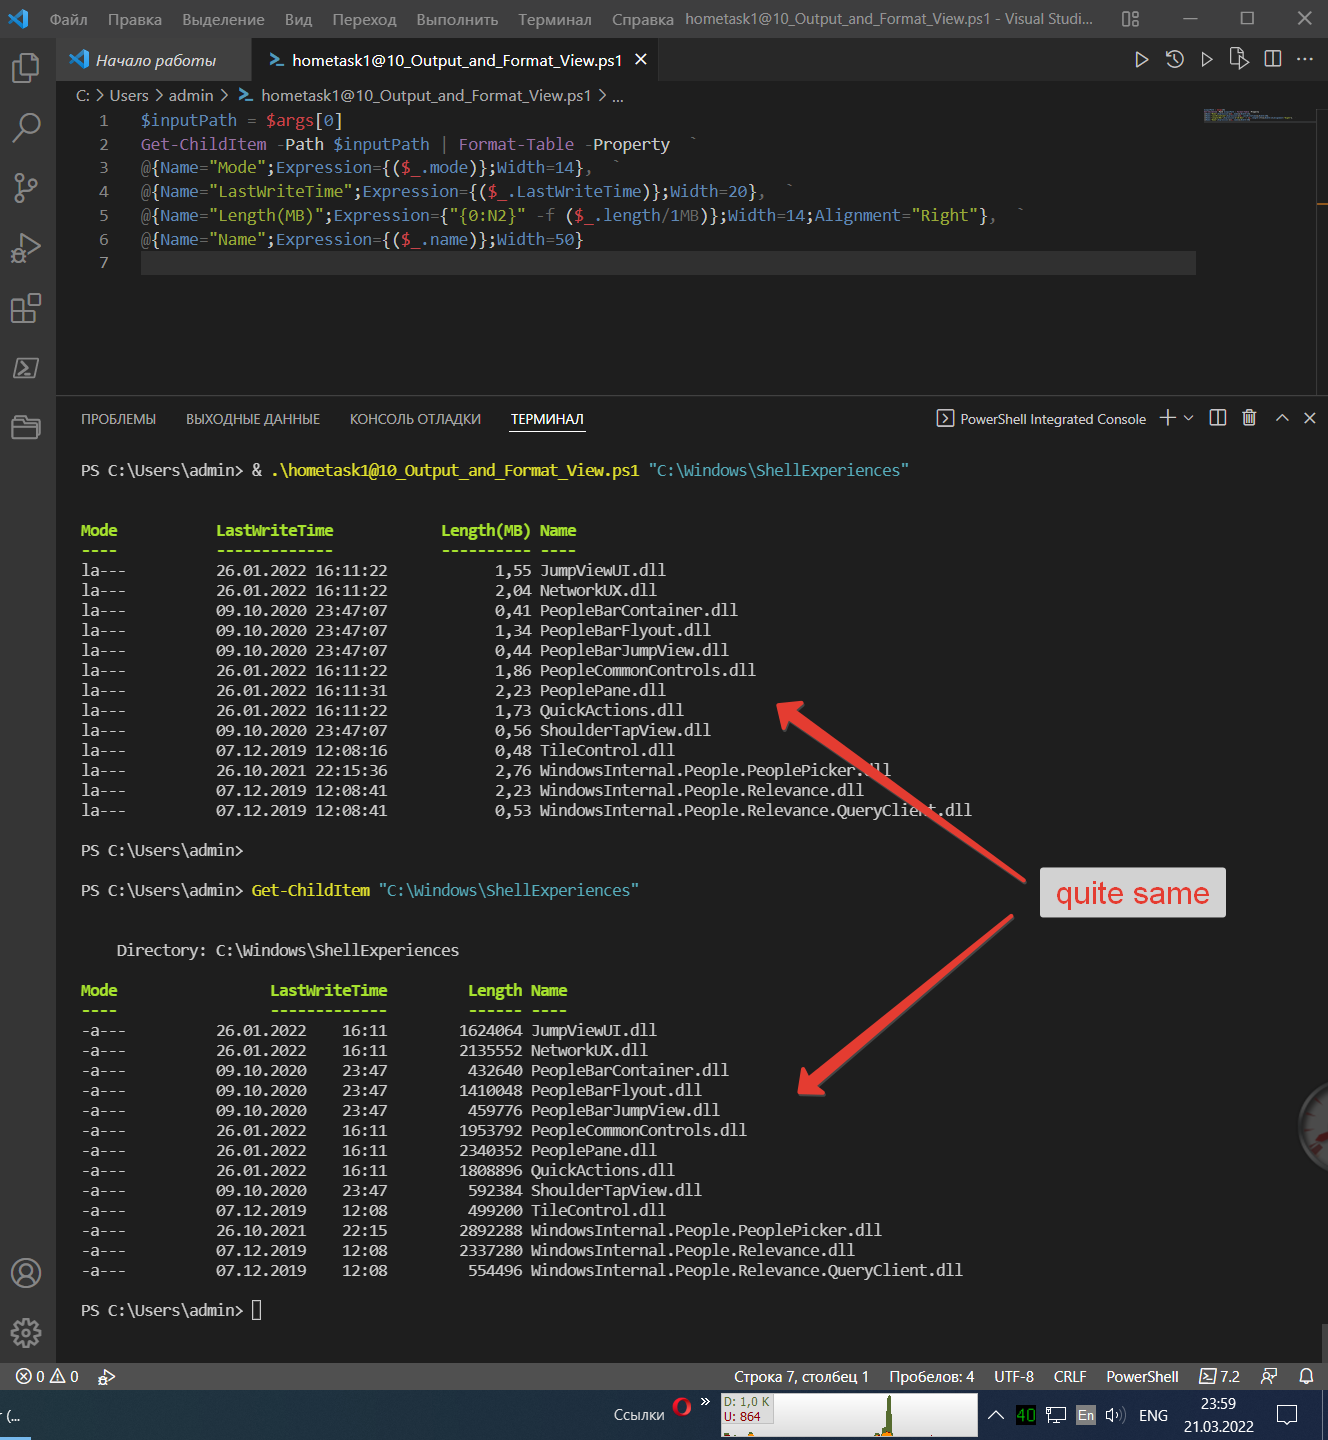 Файл Правка Выделение Вид Переход Выполнить Терминал Справка hometask1@10_Output_and_Format_View.ps1 - Visual Studi...
Начало работы hometask1@10_Output_and_Format_View.ps1
C: > Users > admin > hometask1@10_Output_and_Format_View.ps1 > ...
1 $inputPath = $args[0]
2 Get-ChildItem -Path $inputPath | Format-Table -Property `
3 @{Name="Mode";Expression={($_.mode)};Width=14}, `
4 @{Name="LastWriteTime";Expression={($_.LastWriteTime)};Width=20}, `
5 @{Name="Length(MB)";Expression={"{0:N2}" -f ($_.length/1MB)};Width=14;Alignment="Right"}, `
6 @{Name="Name";Expression={($_.name)};Width=50}
7
ПРОБЛЕМЫ ВЫХОДНЫЕ ДАННЫЕ КОНСОЛЬ ОТЛАДКИ ТЕРМИНАЛ PowerShell Integrated Console
PS C:\Users\admin> & .\hometask1@10_Output_and_Format_View.ps1 "C:\Windows\ShellExperiences"
Mode LastWriteTime Length(MB) Name
---- ------------- ---------- ----
la--- 26.01.2022 16:11:22 1,55 JumpViewUI.dll
la--- 26.01.2022 16:11:22 2,04 NetworkUX.dll
la--- 09.10.2020 23:47:07 0,41 PeopleBarContainer.dll
la--- 09.10.2020 23:47:07 1,34 PeopleBarFlyout.dll
la--- 09.10.2020 23:47:07 0,44 PeopleBarJumpView.dll
la--- 26.01.2022 16:11:22 1,86 PeopleCommonControls.dll
la--- 26.01.2022 16:11:31 2,23 PeoplePane.dll
la--- 26.01.2022 16:11:22 1,73 QuickActions.dll
la--- 09.10.2020 23:47:07 0,56 ShoulderTapView.dll
la--- 07.12.2019 12:08:16 0,48 TileControl.dll
la--- 26.10.2021 22:15:36 2,76 WindowsInternal.People.PeoplePicker.dll
la--- 07.12.2019 12:08:41 2,23 WindowsInternal.People.Relevance.dll
la--- 07.12.2019 12:08:41 0,53 WindowsInternal.People.Relevance.QueryClient.dll
PS C:\Users\admin>
PS C:\Users\admin> Get-ChildItem "C:\Windows\ShellExperiences"
quite same
Directory: C:\Windows\ShellExperiences
Mode LastWriteTime Length Name
---- ------------- ------ ----
-a--- 26.01.2022 16:11 1624064 JumpViewUI.dll
-a--- 26.01.2022 16:11 2135552 NetworkUX.dll
-a--- 09.10.2020 23:47 432640 PeopleBarContainer.dll
-a--- 09.10.2020 23:47 1410048 PeopleBarFlyout.dll
-a--- 09.10.2020 23:47 459776 PeopleBarJumpView.dll
-a--- 26.01.2022 16:11 1953792 PeopleCommonControls.dll
-a--- 26.01.2022 16:11 2340352 PeoplePane.dll
-a--- 26.01.2022 16:11 1808896 QuickActions.dll
-a--- 09.10.2020 23:47 592384 ShoulderTapView.dll
-a--- 07.12.2019 12:08 499200 TileControl.dll
-a--- 26.10.2021 22:15 2892288 WindowsInternal.People.PeoplePicker.dll
-a--- 07.12.2019 12:08 2337280 WindowsInternal.People.Relevance.dll
-a--- 07.12.2019 12:08 554496 WindowsInternal.People.Relevance.QueryClient.dll
PS C:\Users\admin>
0 0 Строка 7, столбец 1 Пробелов: 4 UTF-8 CRLF PowerShell 7.2
(... Ссылки » D: 1,0 K 40 En ENG 23:59
U: 864 21.03.2022